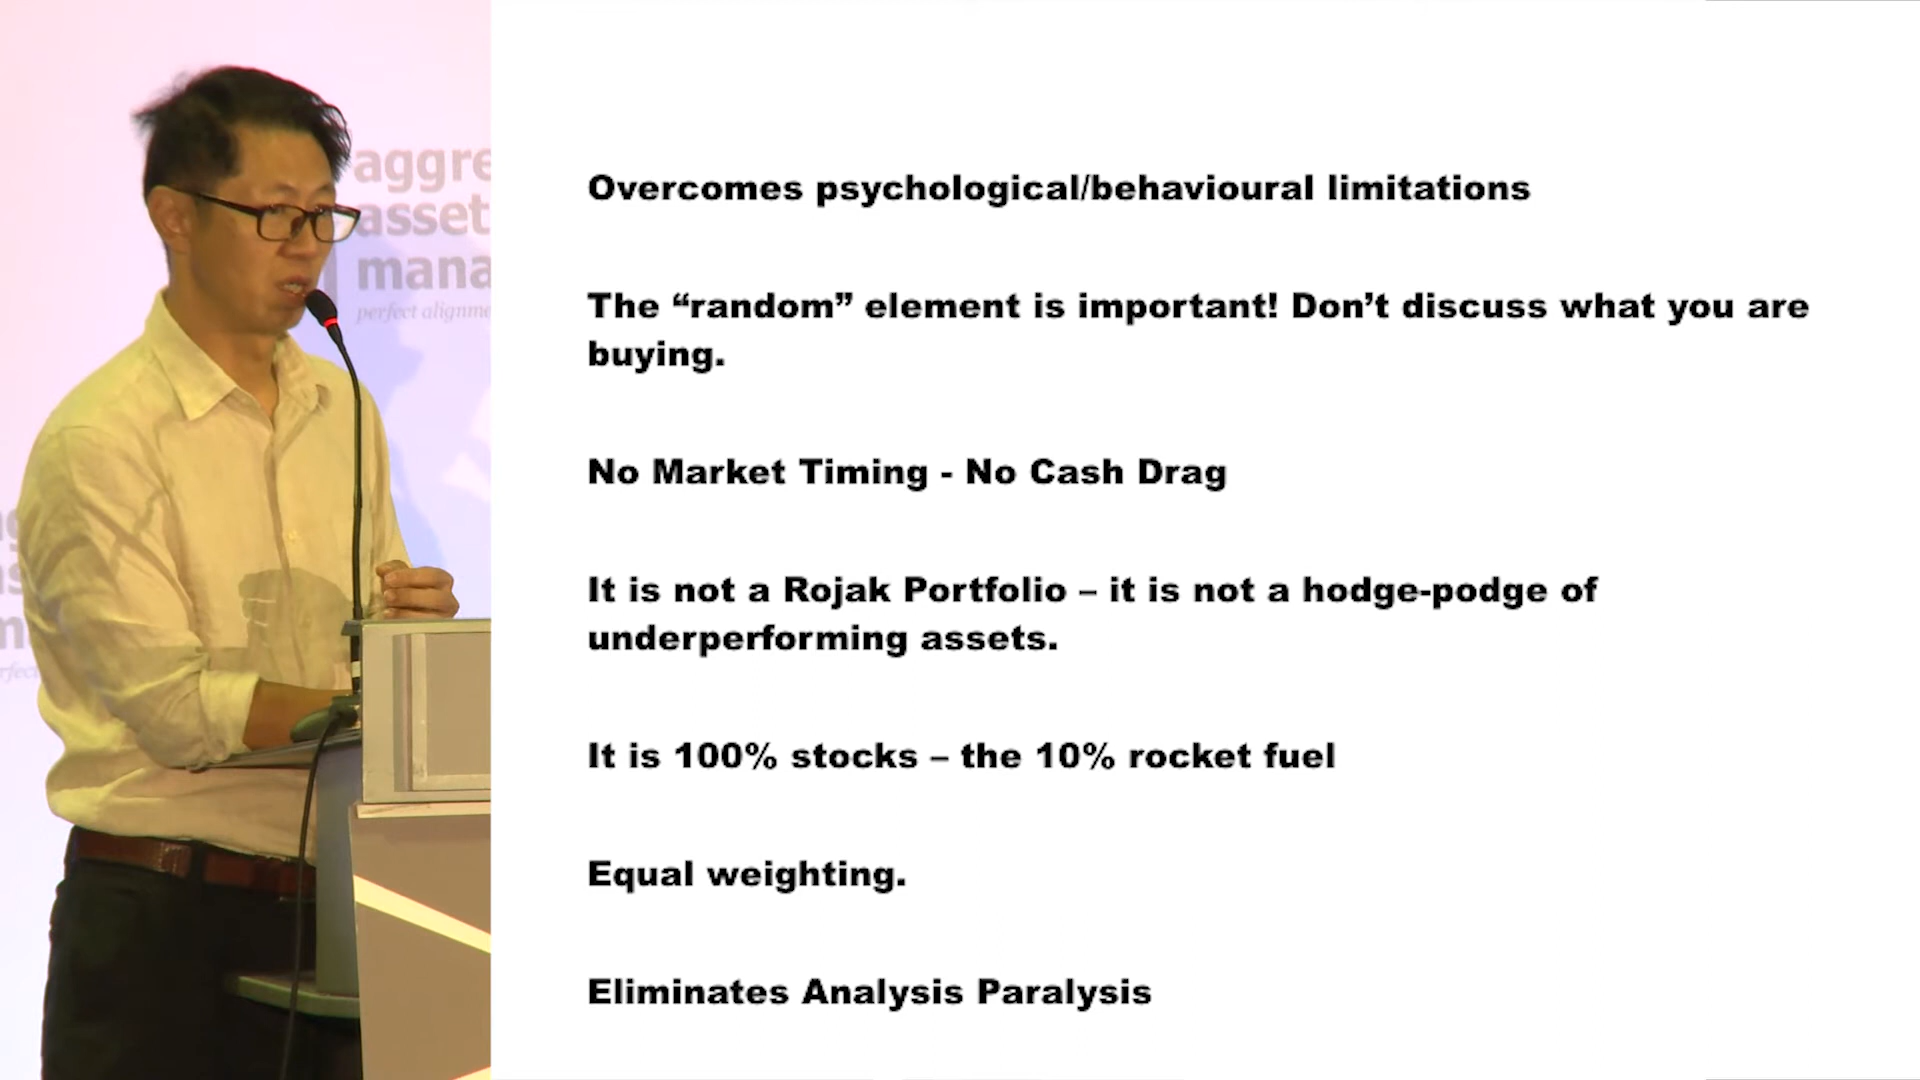 aggre
asset
mana
perfect alignme
Overcomes psychological/behavioural limitations
The “random” element is important! Don’t discuss what you are
buying.
No Market Timing - No Cash Drag
It is not a Rojak Portfolio – it is not a hodge-podge of
underperforming assets.
It is 100% stocks – the 10% rocket fuel
Equal weighting.
Eliminates Analysis Paralysis